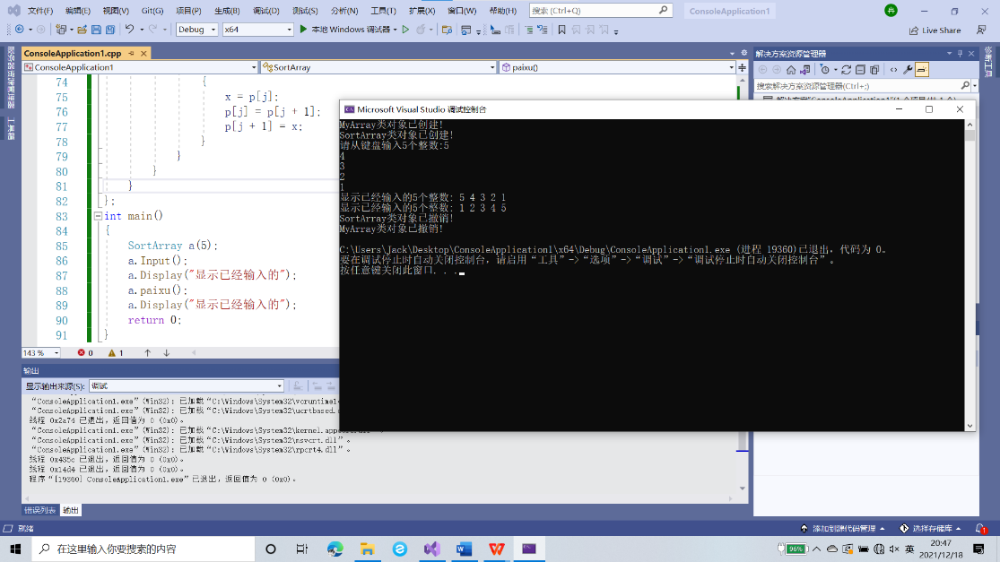 文件(F) 编辑(E) 视图(V) Git(G) 项目(P) 生成(B) 调试(D) 测试(S) 分析(N) 工具(T) 扩展(X) 窗口(W) 帮助(H) 搜索 (Ctrl+Q) ConsoleApplication1
Debug x64 本地 Windows 调试器 Live Share
ConsoleApplication1.cpp
ConsoleApplication1 SortArray paixu()
74 {
75 x = p[j];
76 p[j] = p[j + 1];
77 p[j + 1] = x;
78 }
79 }
80 }
81 }
82 };
83 int main()
84 {
85 SortArray a(5);
86 a.Input();
87 a.Display("显示已经输入的");
88 a.paixu();
89 a.Display("显示已经输入的");
90 return 0;
91 }
143 % 0 1
Microsoft Visual Studio 调试控制台
MyArray类对象已创建!
SortArray类对象已创建!
请从键盘输入5个整数:5
4
3
2
1
显示已经输入的5个整数: 5 4 3 2 1
显示已经输入的5个整数: 1 2 3 4 5
SortArray类对象已撤销!
MyArray类对象已撤销!
C:\Users\Jack\Desktop\ConsoleApplication1\x64\Debug\ConsoleApplication1.exe (进程 19360)已退出，代码为 0。
要在调试停止时自动关闭控制台，请启用“工具”->“选项”->“调试”->“调试停止时自动关闭控制台”。
按任意键关闭此窗口. . .
解决方案资源管理器
搜索解决方案资源管理器(Ctrl+;)
工具箱
诊断工具
输出
显示输出来源(S): 调试
“ConsoleApplication1.exe”(Win32): 已加载“C:\Windows\System32\ucrtbased.
线程 0x2a74 已退出，返回值为 0 (0x0)。
“ConsoleApplication1.exe”(Win32): 已加载“C:\Windows\System32\kernel.
“ConsoleApplication1.exe”(Win32): 已加载“C:\Windows\System32\msvcrt.dll”。
“ConsoleApplication1.exe”(Win32): 已加载“C:\Windows\System32\rpcrt4.dll”。
线程 0x435c 已退出，返回值为 0 (0x0)。
线程 0x14d4 已退出，返回值为 0 (0x0)。
程序“[19360] ConsoleApplication1.exe”已退出，返回值为 0 (0x0)。
错误列表 输出
就绪 添加到源代码管理 选择存储库 1
在这里输入你要搜索的内容
96% 英 20:47
2021/12/18